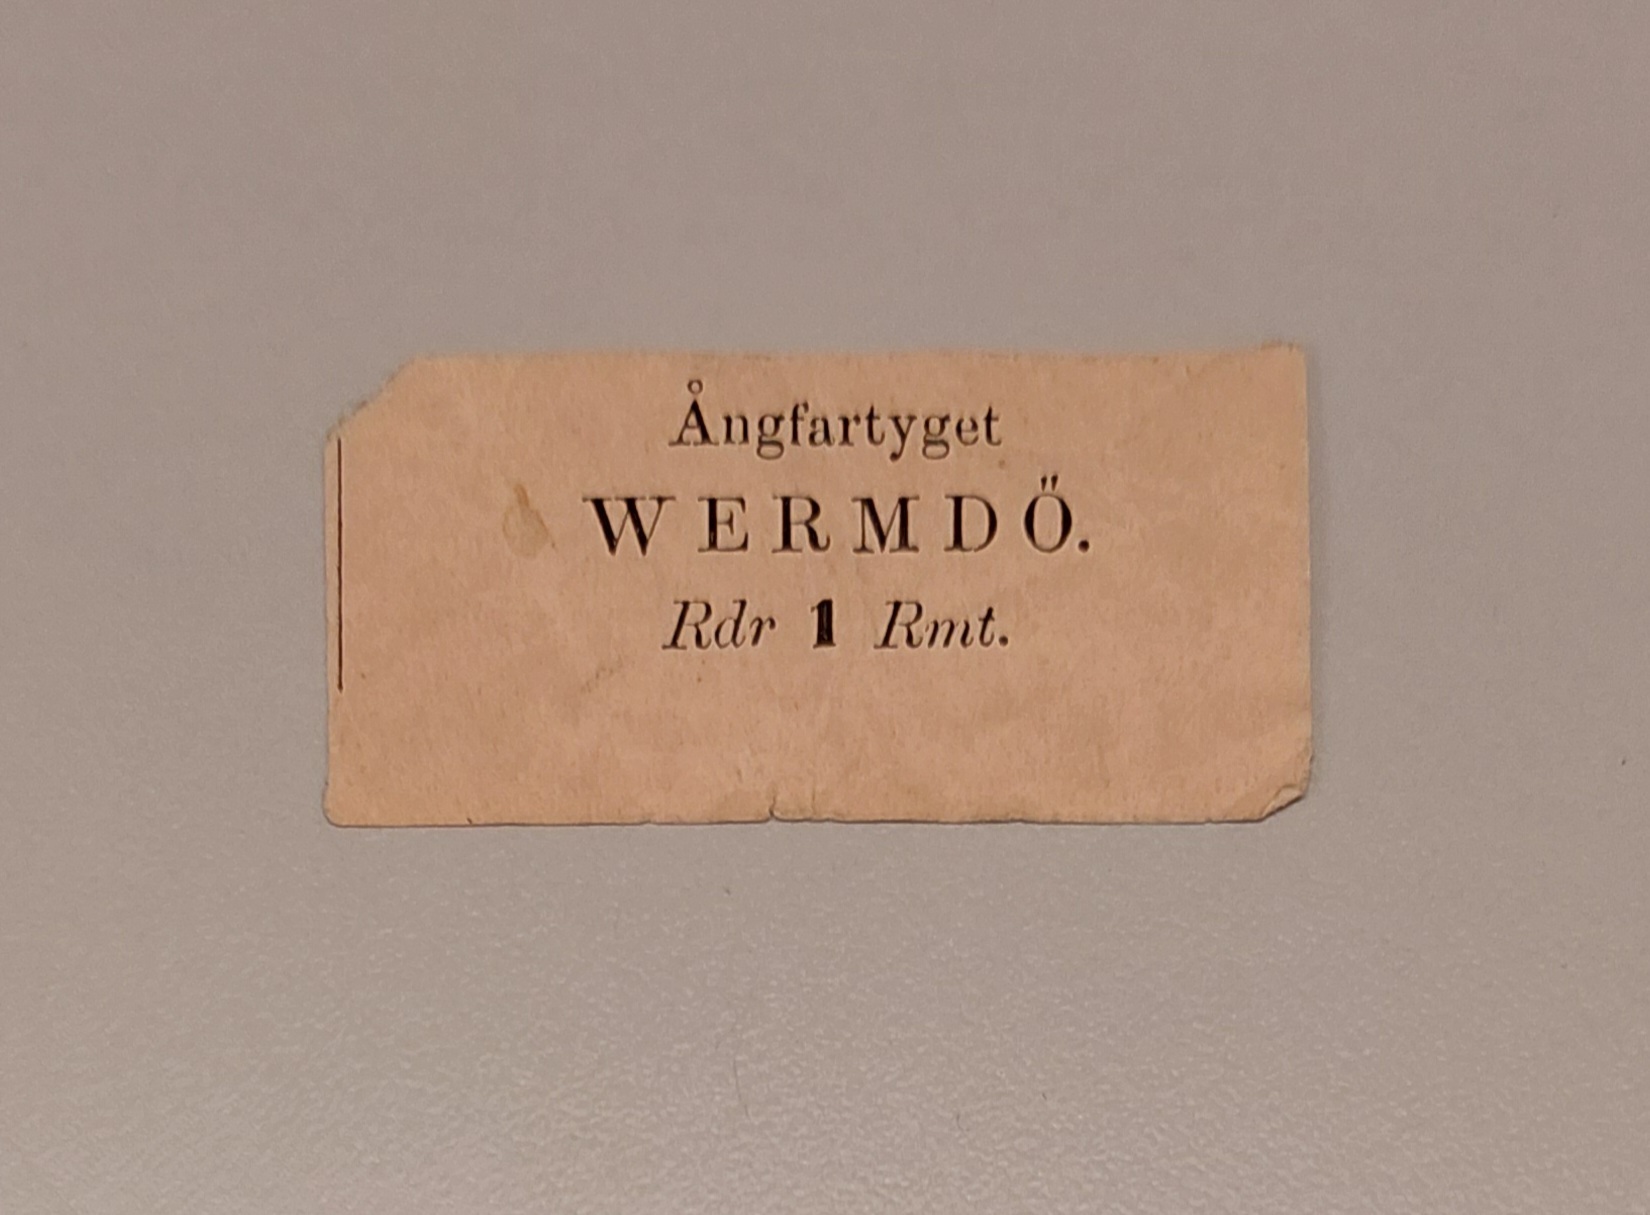 Ångfartyget
WERMDÖ.
Rdr 1 Rmt.